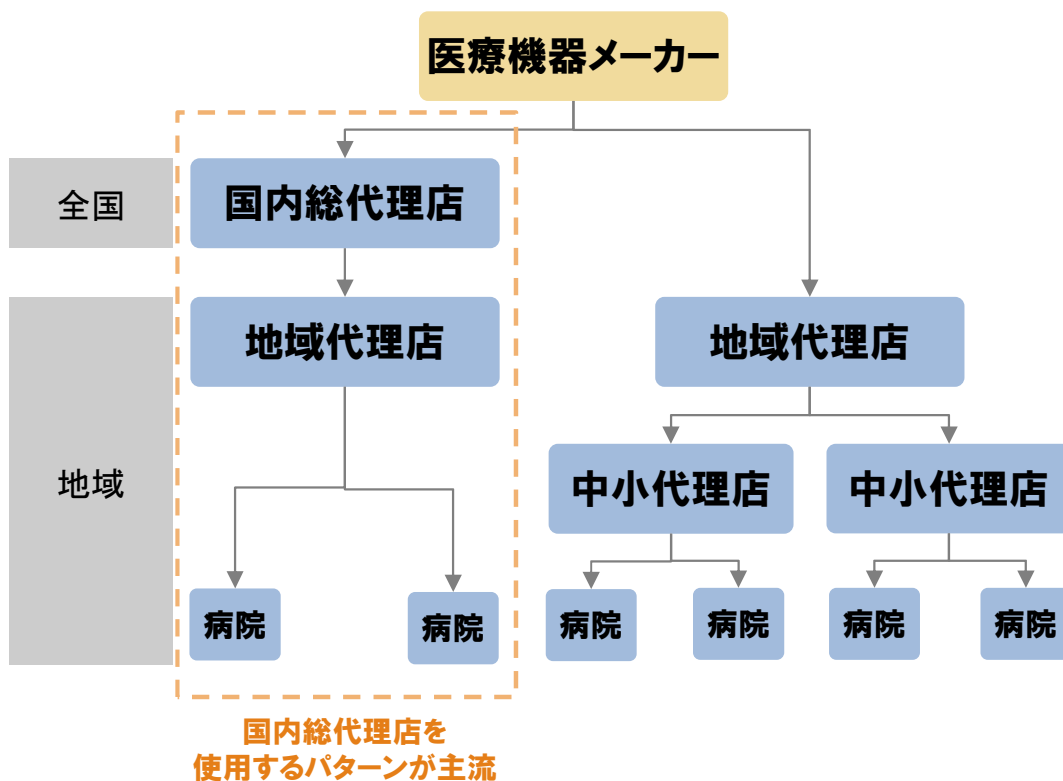 医療機器メーカー
全国
国内総代理店
地域
地域代理店
地域代理店
中小代理店
中小代理店
病院
病院
病院
病院
病院
病院
国内総代理店を
使用するパターンが主流